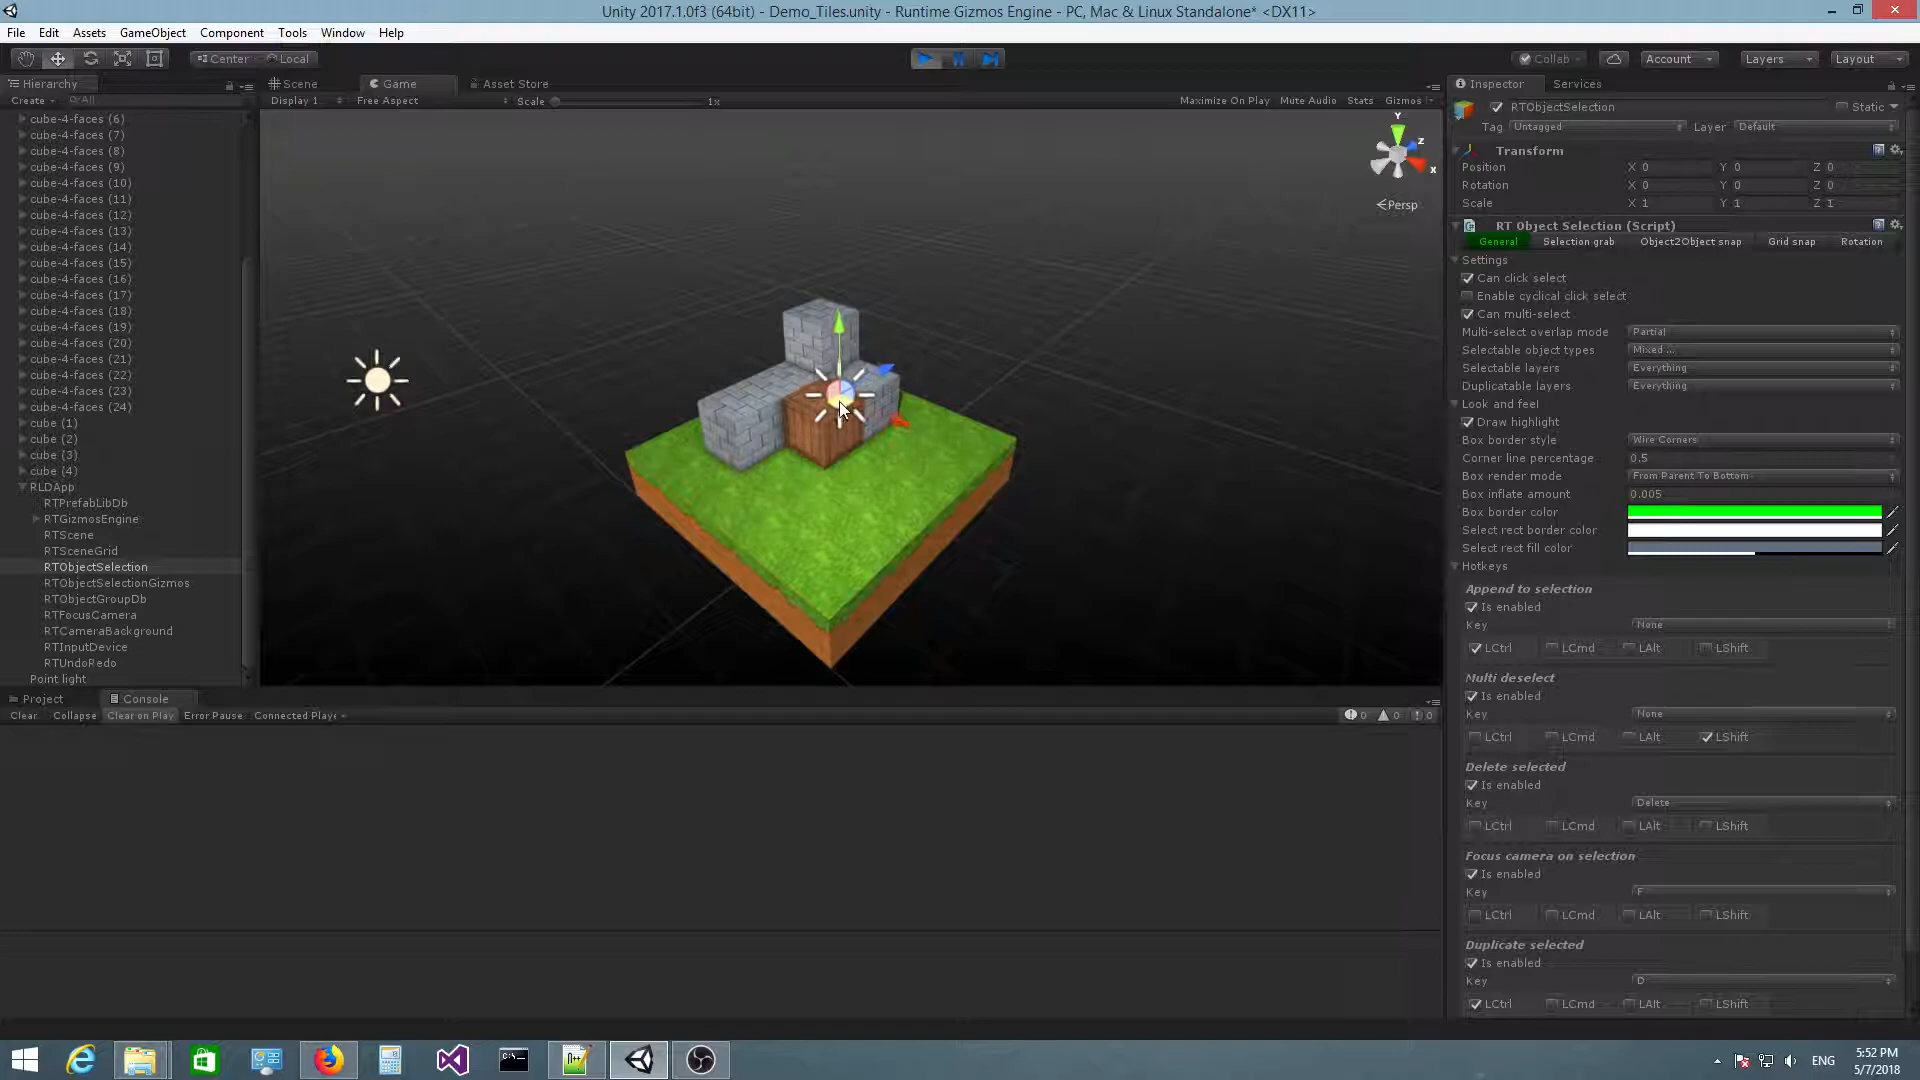 Unity 2017.1.0f3 (64bit) - Demo_Tiles.unity - Runtime Gizmos Engine - PC, Mac & Linux Standalone* <DX11>
File Edit Assets GameObject Component Tools Window Help
Center Local
Collab Account Layers Layout
Hierarchy
Create All
cube-4-faces (6)
cube-4-faces (7)
cube-4-faces (8)
cube-4-faces (9)
cube-4-faces (10)
cube-4-faces (11)
cube-4-faces (12)
cube-4-faces (13)
cube-4-faces (14)
cube-4-faces (15)
cube-4-faces (16)
cube-4-faces (17)
cube-4-faces (18)
cube-4-faces (19)
cube-4-faces (20)
cube-4-faces (21)
cube-4-faces (22)
cube-4-faces (23)
cube-4-faces (24)
cube (1)
cube (2)
cube (3)
cube (4)
RLDApp
RTPrefabLibDb
RTGizmosEngine
RTScene
RTSceneGrid
RTObjectSelection
RTObjectSelectionGizmos
RTObjectGroupDb
RTFocusCamera
RTCameraBackground
RTInputDevice
RTUndoRedo
Point light
Scene Game Asset Store
Display 1 Free Aspect Scale 1x Maximize On Play Mute Audio Stats Gizmos
Y
Z
X
Persp
Project Console
Clear Collapse Clear on Play Error Pause Connected Playe
0 0 0
Inspector Services
RTObjectSelection Static
Tag Untagged Layer Default
Transform
Position X 0 Y 0 Z 0
Rotation X 0 Y 0 Z 0
Scale X 1 Y 1 Z 1
RT Object Selection (Script)
General Selection grab Object2Object snap Grid snap Rotation
Settings
Can click select
Enable cyclical click select
Can multi-select
Multi-select overlap mode Partial
Selectable object types Mixed ...
Selectable layers Everything
Duplicatable layers Everything
Look and feel
Draw highlight
Box border style Wire Corners
Corner line percentage 0.5
Box render mode From Parent To Bottom
Box inflate amount 0.005
Box border color
Select rect border color
Select rect fill color
Hotkeys
Append to selection
Is enabled
Key None
LCtrl LCmd LAlt LShift
Multi deselect
Is enabled
Key None
LCtrl LCmd LAlt LShift
Delete selected
Is enabled
Key Delete
LCtrl LCmd LAlt LShift
Focus camera on selection
Is enabled
Key F
LCtrl LCmd LAlt LShift
Duplicate selected
Is enabled
Key D
LCtrl LCmd LAlt LShift
ENG
5:52 PM
5/7/2018